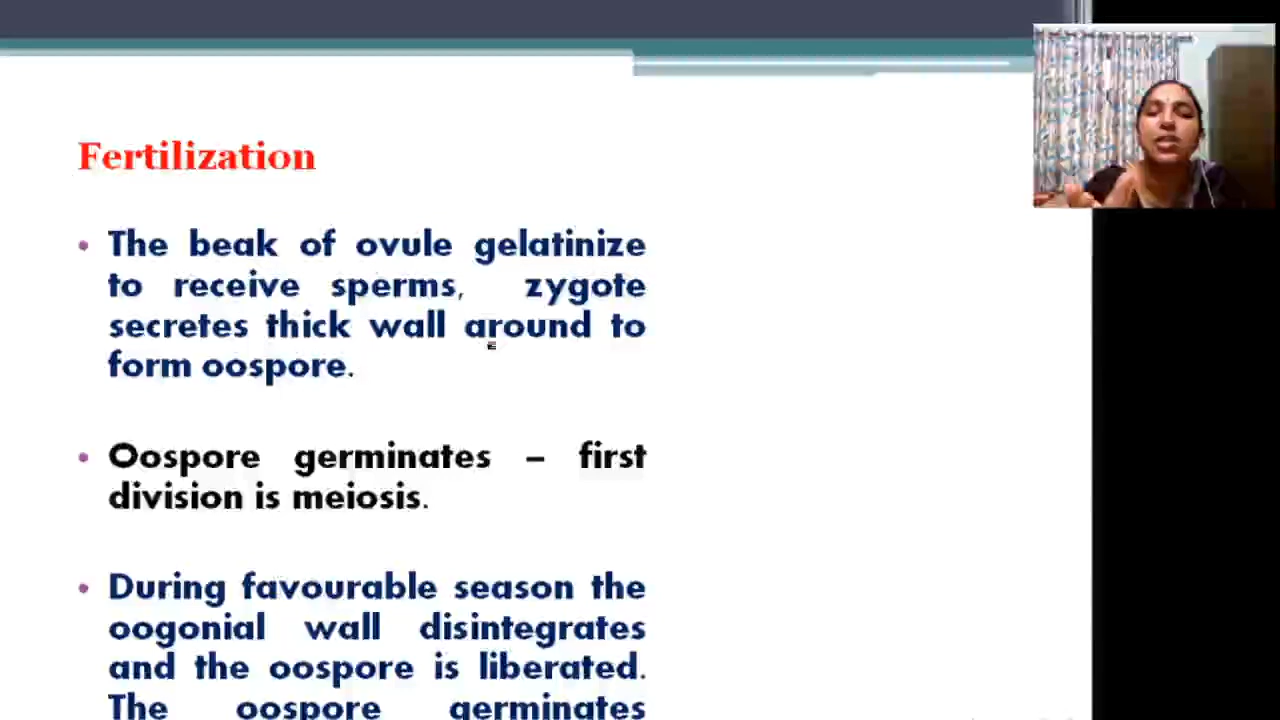 Fertilization
• The beak of ovule gelatinize
to receive sperms, zygote
secretes thick wall around to
form oospore.
• Oospore germinates – first
division is meiosis.
• During favourable season the
oogonial wall disintegrates
and the oospore is liberated.
The oospore germinates